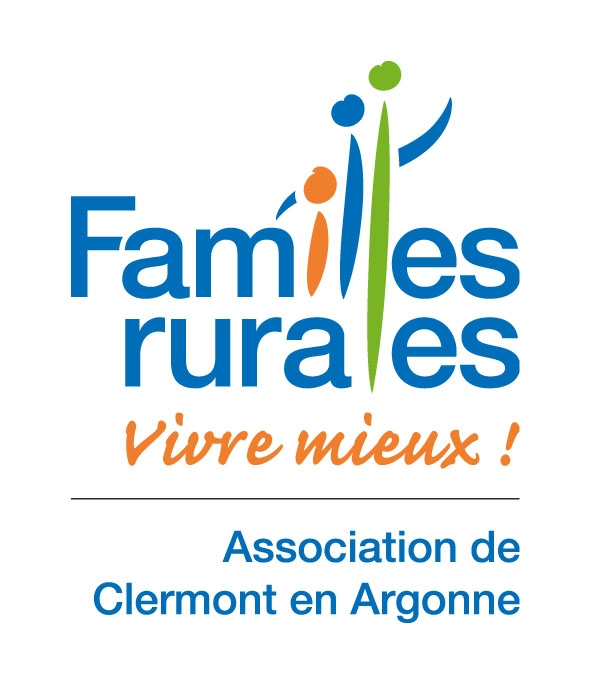 Familles
rurales
Vivre mieux !
Association de
Clermont en Argonne